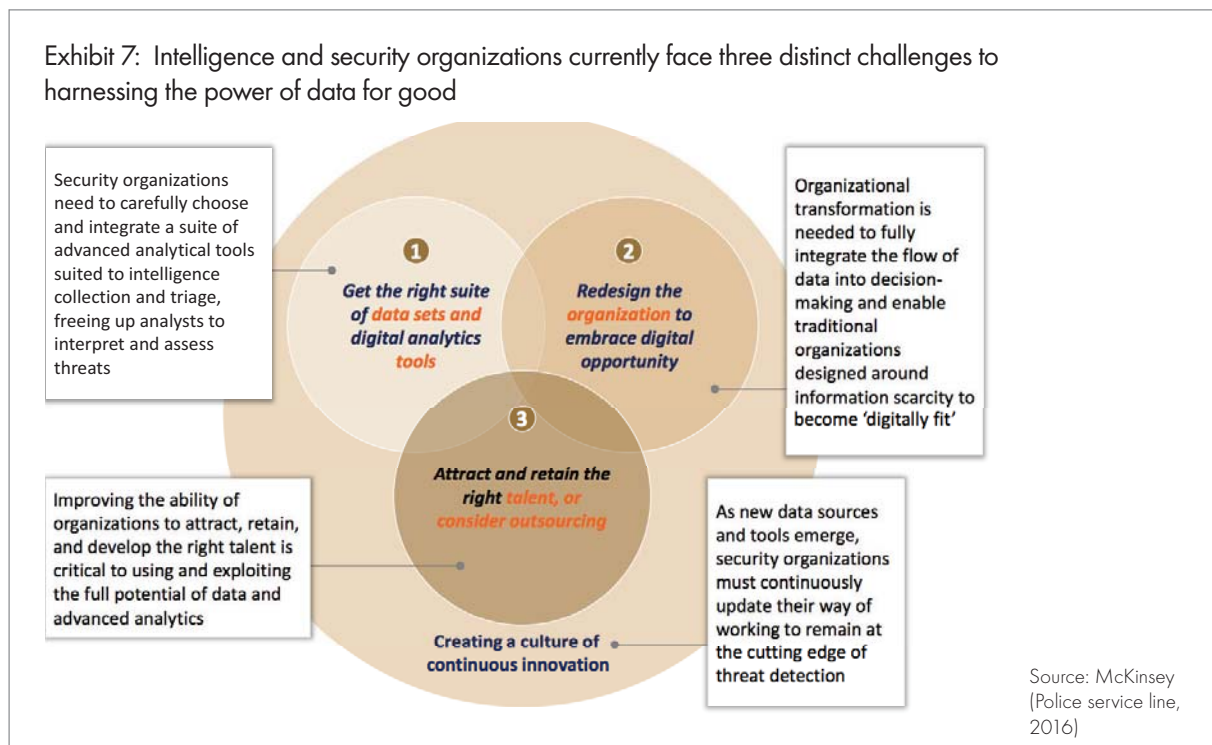 Exhibit 7: Intelligence and security organizations currently face three distinct challenges to
harnessing the power of data for good
Security organizations
need to carefully choose
and integrate a suite of
advanced analytical tools
suited to intelligence
collection and triage,
freeing up analysts to
interpret and assess
threats
1
Get the right suite
of data sets and
digital analytics
tools
2
Redesign the
organization to
embrace digital
opportunity
Organizational
transformation is
needed to fully
integrate the flow of
data into decision-
making and enable
traditional
organizations
designed around
information scarcity to
become 'digitally fit'
3
Attract and retain the
right talent, or
consider outsourcing
Improving the ability of
organizations to attract, retain,
and develop the right talent is
critical to using and exploiting
the full potential of data and
advanced analytics
Creating a culture of
continuous innovation
As new data sources
and tools emerge,
security organizations
must continuously
update their way of
working to remain at
the cutting edge of
threat detection
Source: McKinsey
(Police service line,
2016)